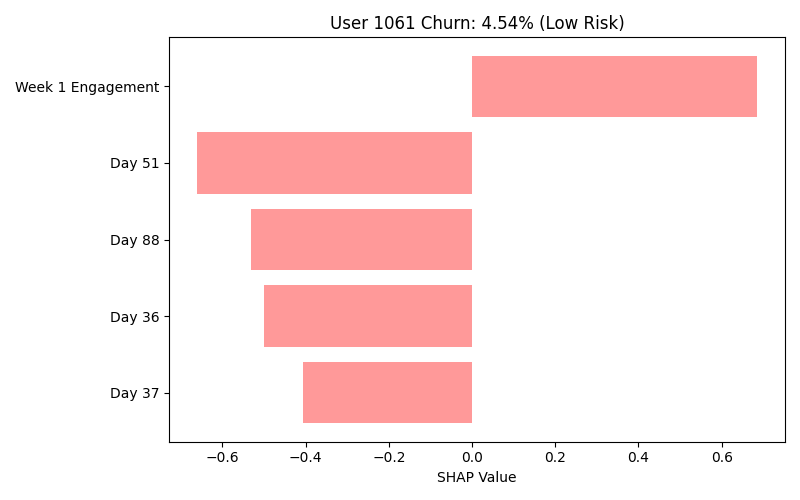 User 1061 Churn: 4.54% (Low Risk)
Week 1 Engagement
Day 51
Day 88
Day 36
Day 37
−0.6 −0.4 −0.2 0.0 0.2 0.4 0.6
SHAP Value